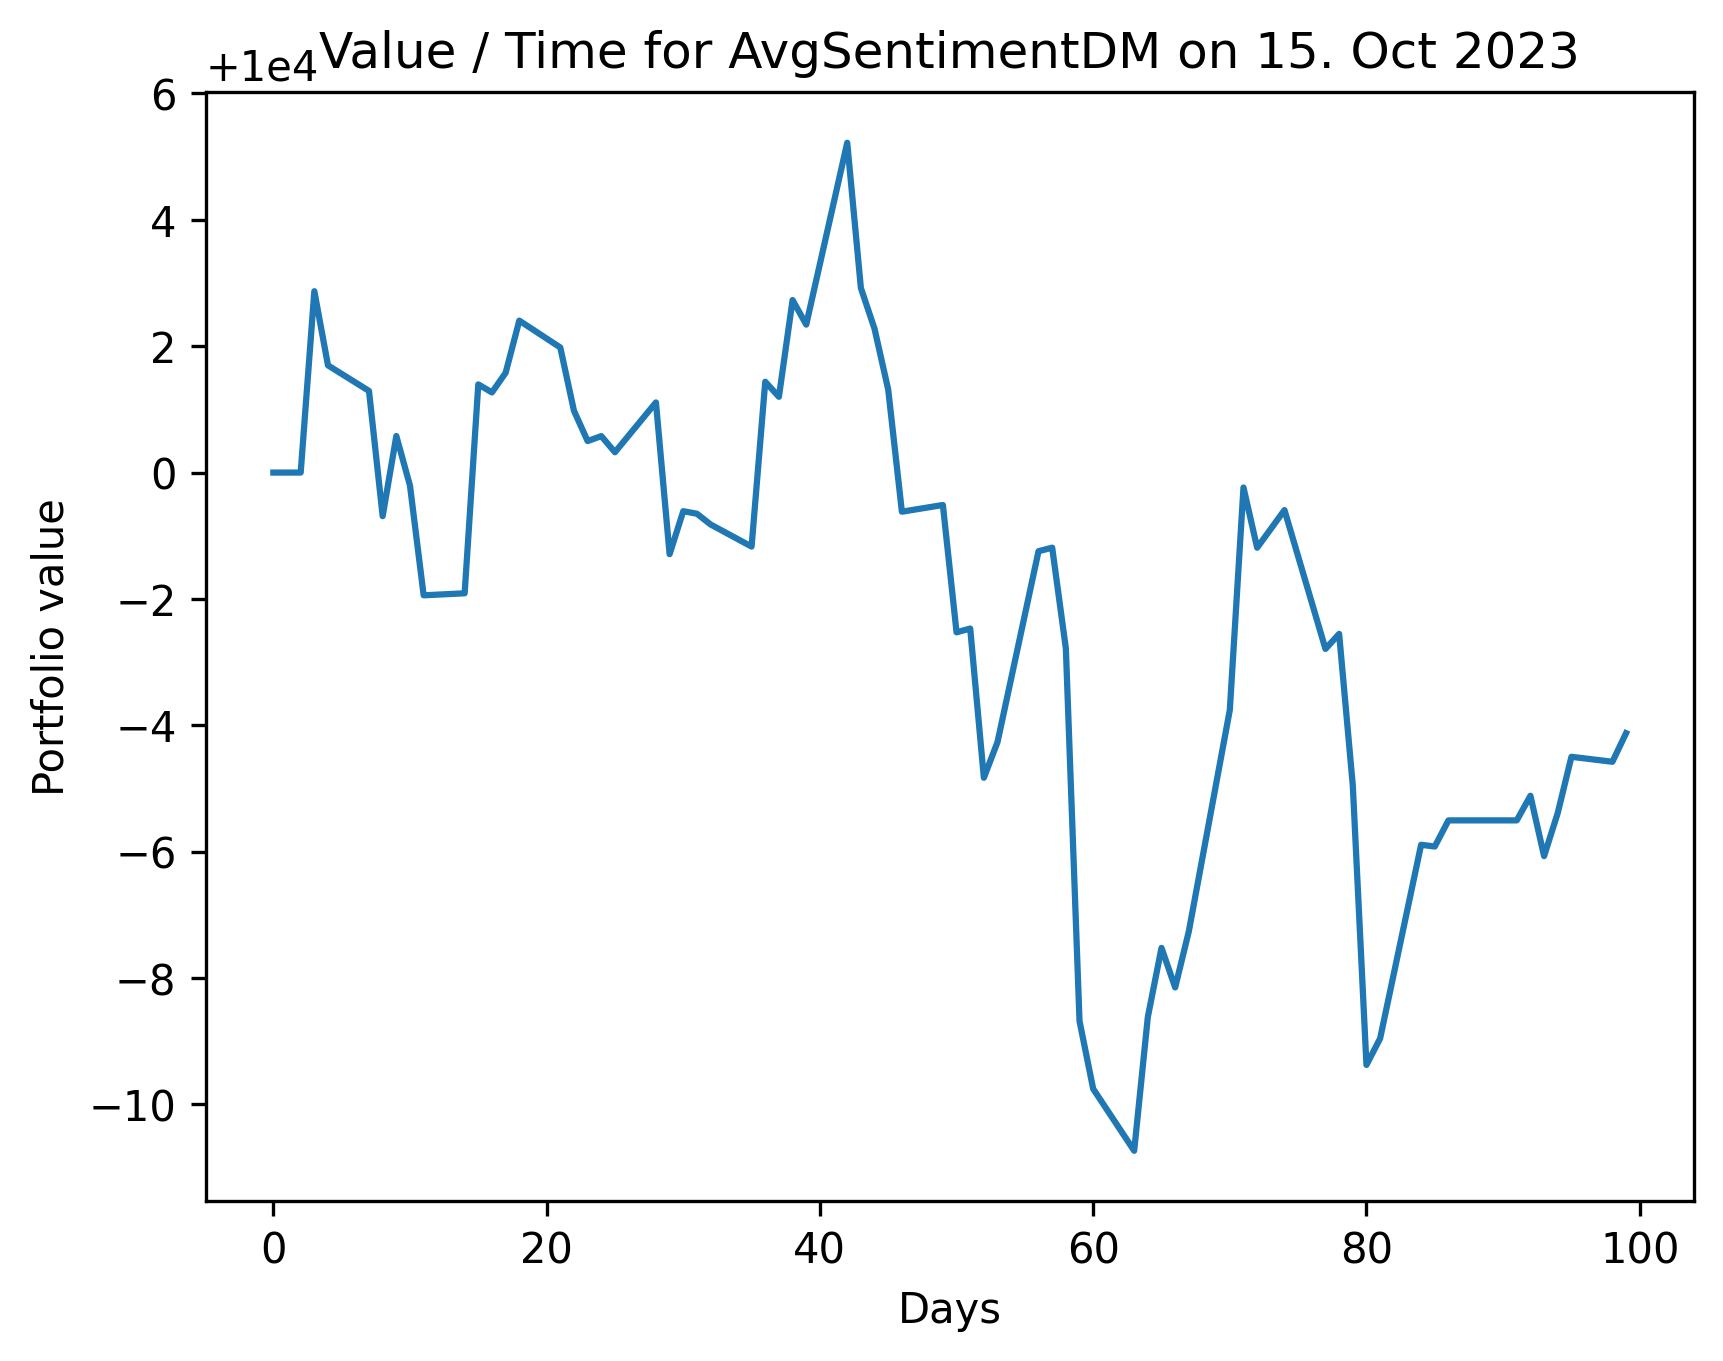 +1e4
Value / Time for AvgSentimentDM on 15. Oct 2023
6
4
2
0
−2
−4
−6
−8
−10
Portfolio value
0 20 40 60 80 100
Days